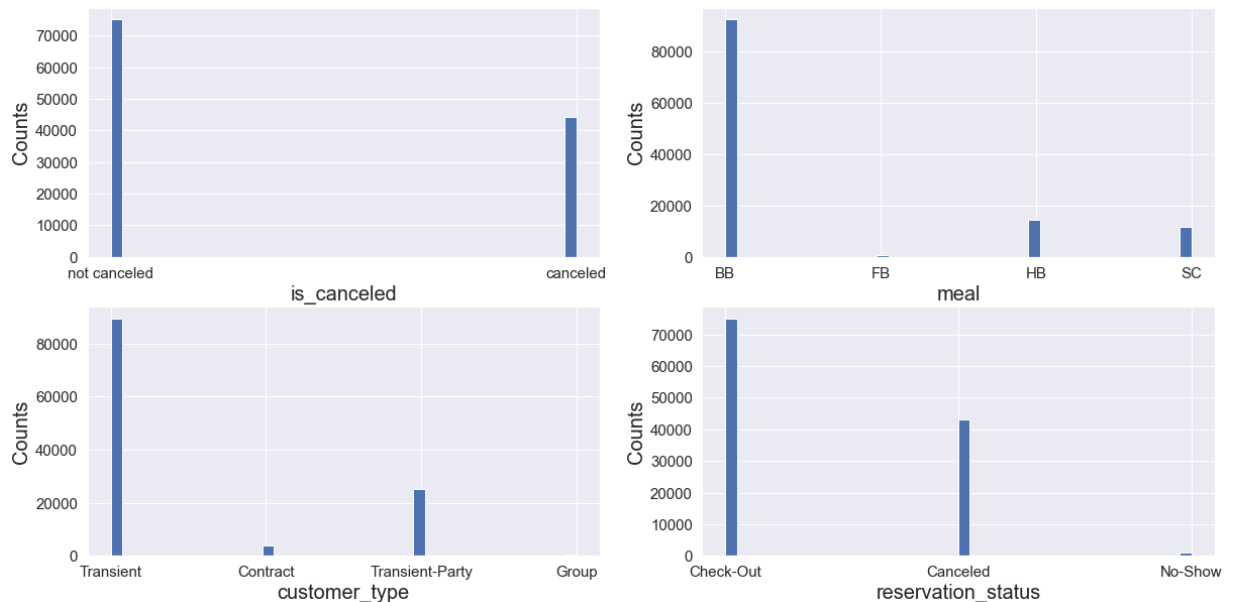 70000
60000
50000
40000
30000
20000
10000
0
Counts
not canceled canceled
is_canceled
80000
60000
40000
20000
0
Counts
BB FB HB SC
meal
80000
60000
40000
20000
0
Counts
Transient Contract Transient-Party Group
customer_type
70000
60000
50000
40000
30000
20000
10000
0
Counts
Check-Out Canceled No-Show
reservation_status